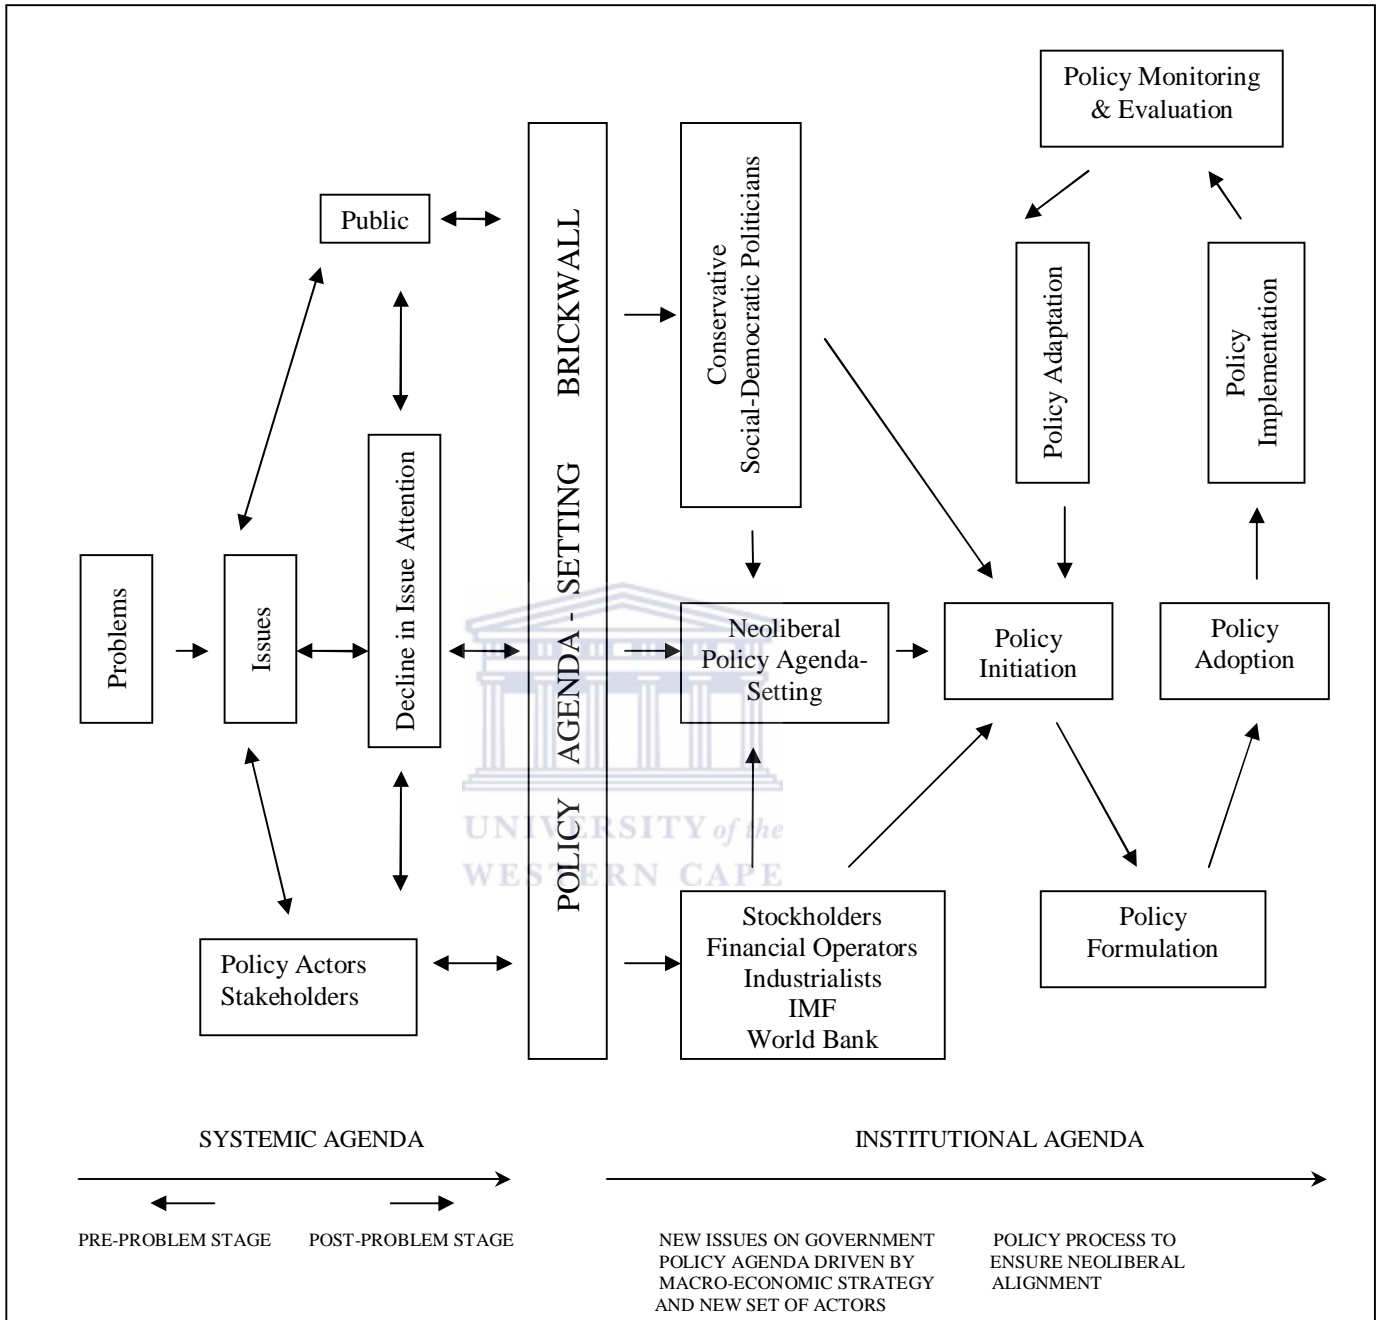 Policy Monitoring
& Evaluation
Public
POLICY AGENDA - SETTING BRICKWALL
Conservative
Social-Democratic Politicians
Policy Adaptation
Policy
Implementation
Problems
Issues
Decline in Issue Attention
Neoliberal
Policy Agenda-
Setting
Policy
Initiation
Policy
Adoption
UNIVERSITY of the
WESTERN CAPE
Policy Actors
Stakeholders
Stockholders
Financial Operators
Industrialists
IMF
World Bank
Policy
Formulation
SYSTEMIC AGENDA
INSTITUTIONAL AGENDA
PRE-PROBLEM STAGE
POST-PROBLEM STAGE
NEW ISSUES ON GOVERNMENT
POLICY AGENDA DRIVEN BY
MACRO-ECONOMIC STRATEGY
AND NEW SET OF ACTORS
POLICY PROCESS TO
ENSURE NEOLIBERAL
ALIGNMENT